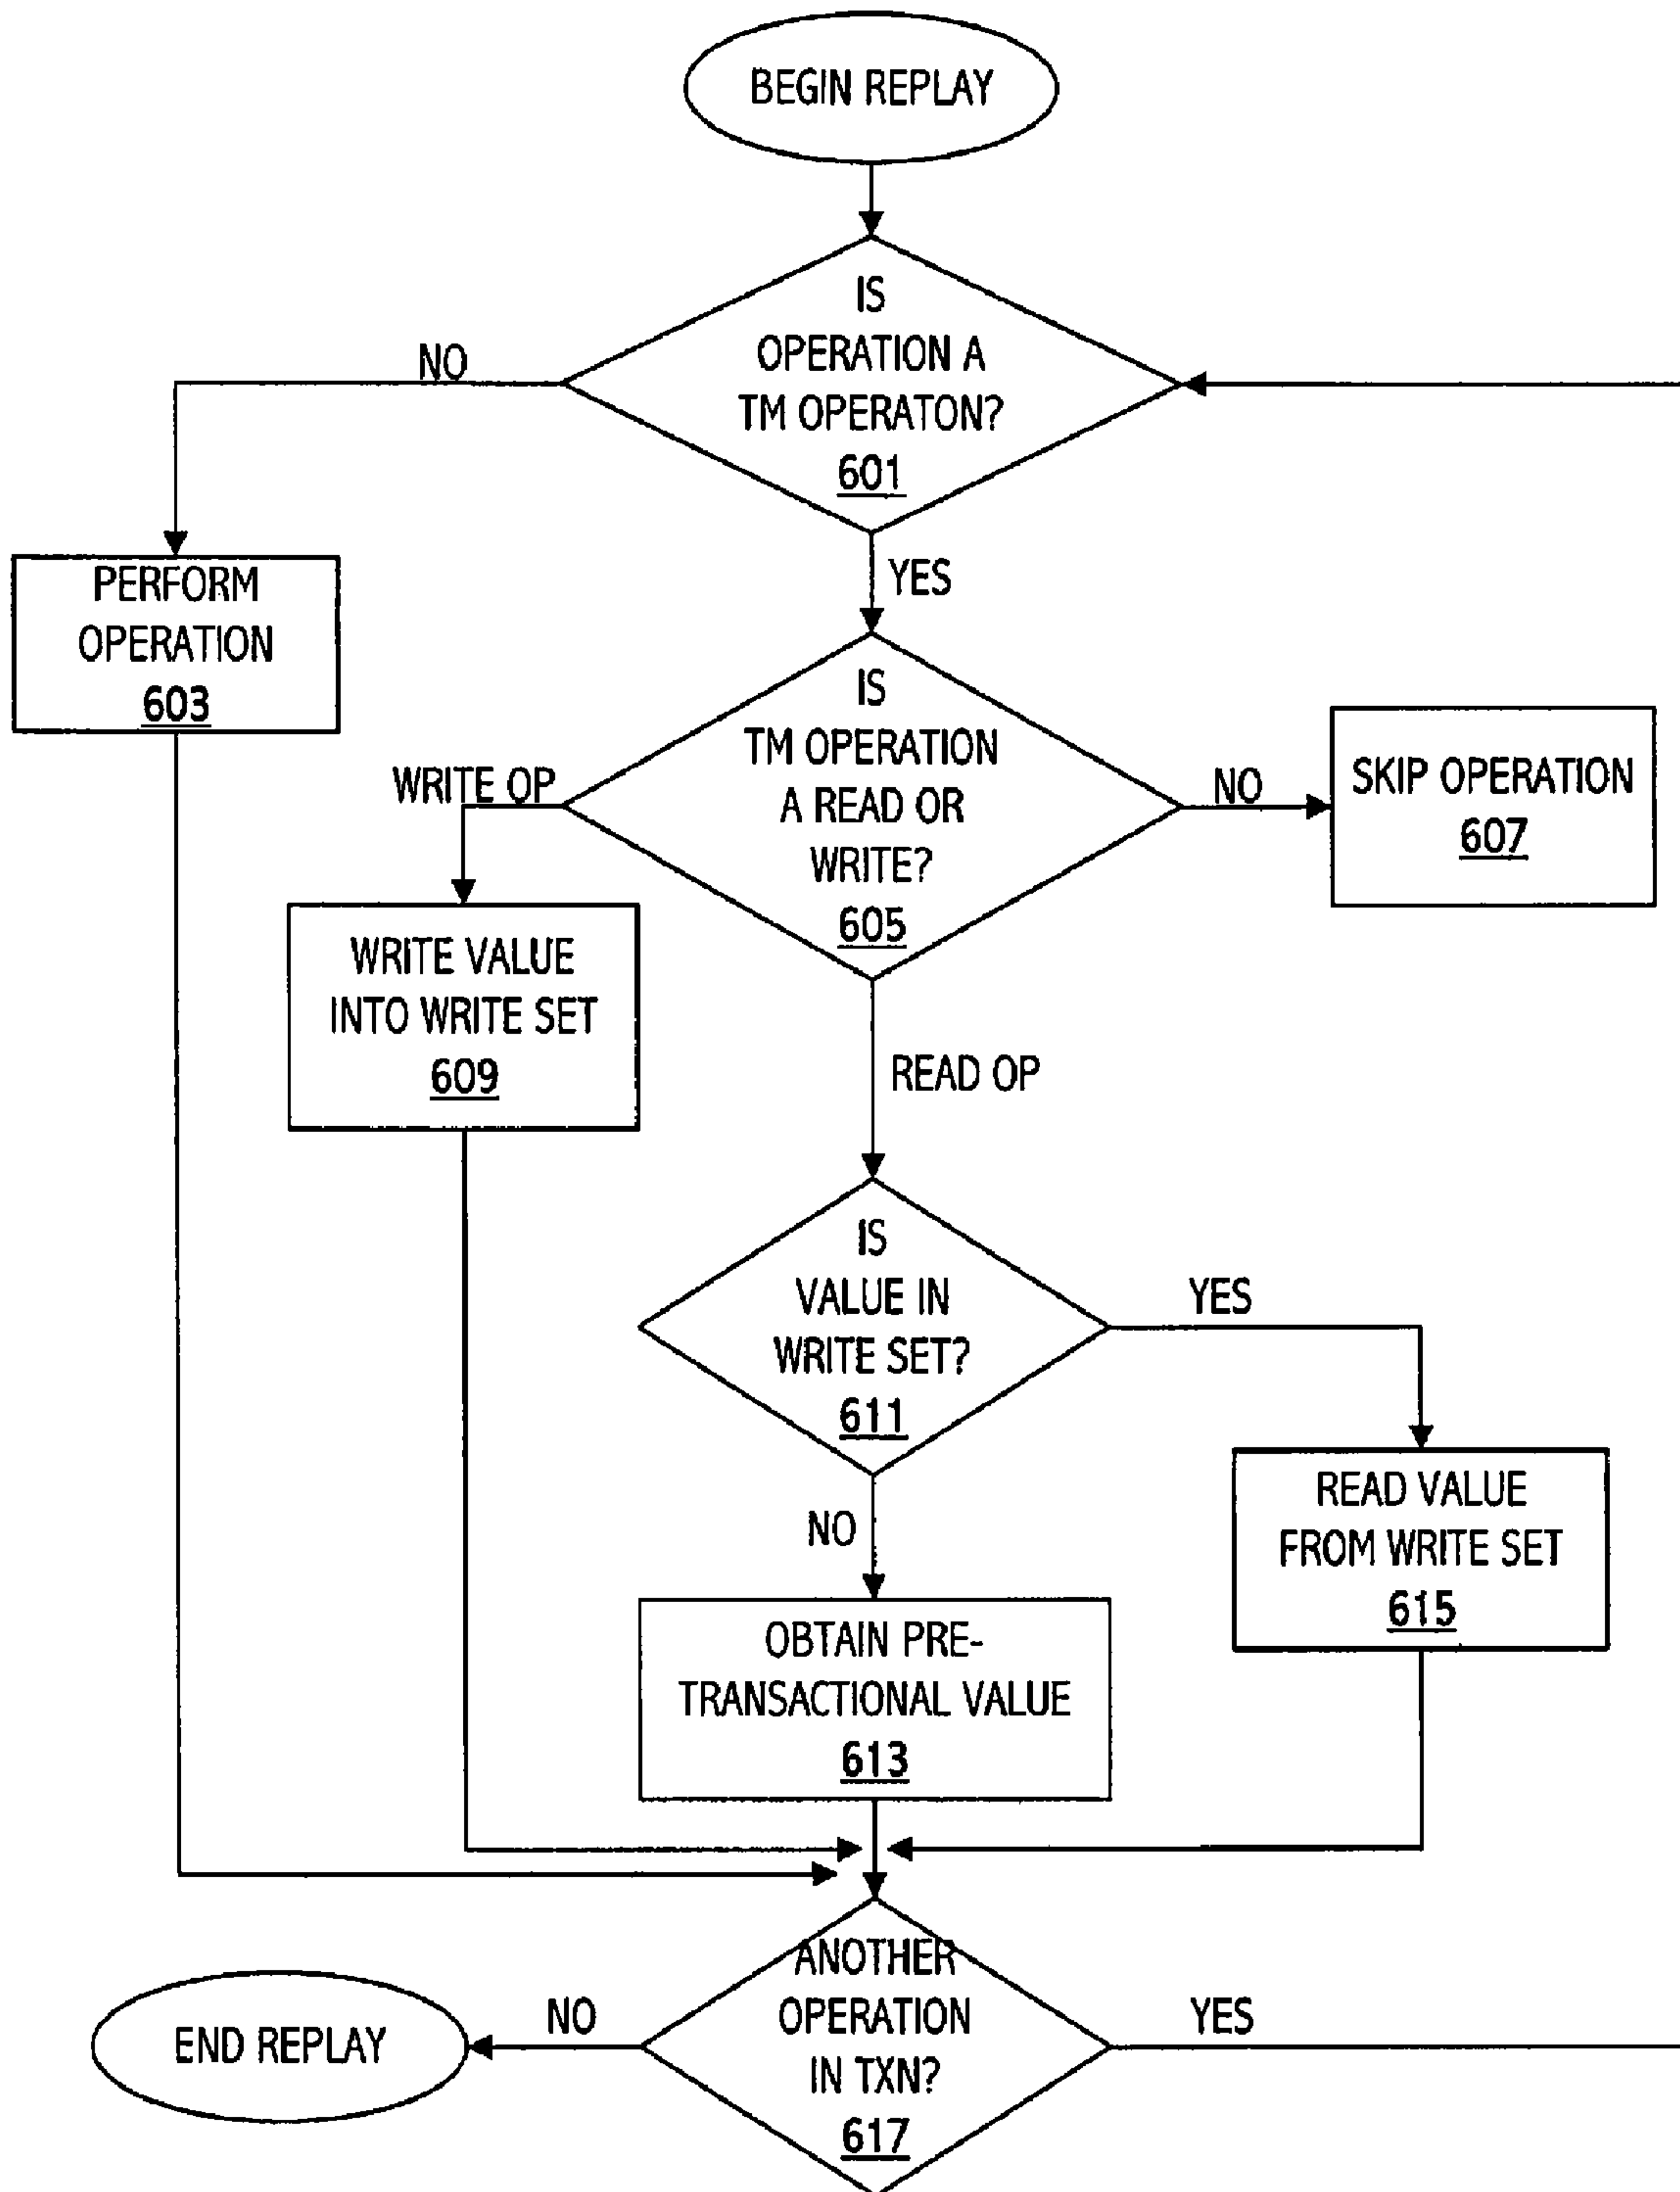 BEGIN REPLAY
IS
OPERATION A
TM OPERATON?
601
NO
YES
PERFORM
OPERATION
603
IS
TM OPERATION
A READ OR
WRITE?
605
WRITE OP
NO
SKIP OPERATION
607
WRITE VALUE
INTO WRITE SET
609
READ OP
IS
VALUE IN
WRITE SET?
611
YES
NO
READ VALUE
FROM WRITE SET
615
OBTAIN PRE-
TRANSACTIONAL VALUE
613
ANOTHER
OPERATION
IN TXN?
617
NO
YES
END REPLAY